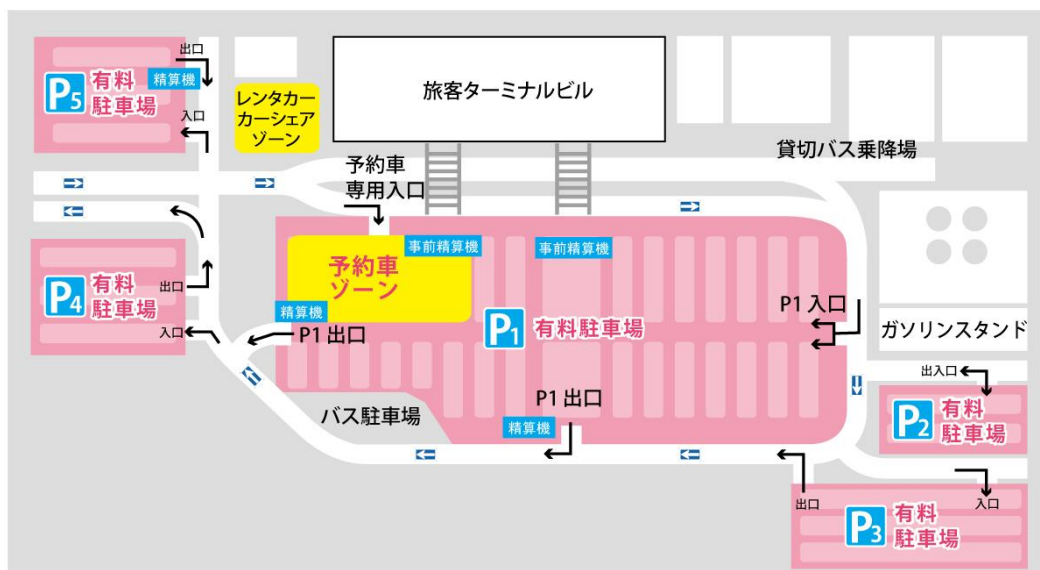 出口
P5
有料
駐車場
精算機
入口
レンタカー
カーシェア
ゾーン
旅客ターミナルビル
貸切バス乗降場
予約車
専用入口
事前精算機
事前精算機
予約車
ゾーン
P4
有料
駐車場
出口
入口
精算機
P1 出口
P1
有料駐車場
P1 入口
ガソリンスタンド
出入口
P2
有料
駐車場
バス駐車場
P1 出口
精算機
出口
入口
P3
有料
駐車場